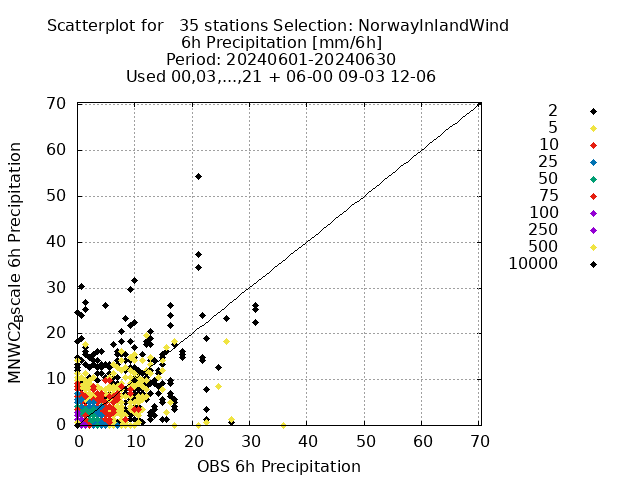 Scatterplot for   35 stations Selection: NorwayInlandWind
6h Precipitation [mm/6h]
Period: 20240601-20240630
Used 00,03,...,21 + 06-00 09-03 12-06
MNWC2_Bscale 6h Precipitation
70
60
50
40
30
20
10
0
0 10 20 30 40 50 60 70
OBS 6h Precipitation
2
5
10
25
50
75
100
250
500
10000